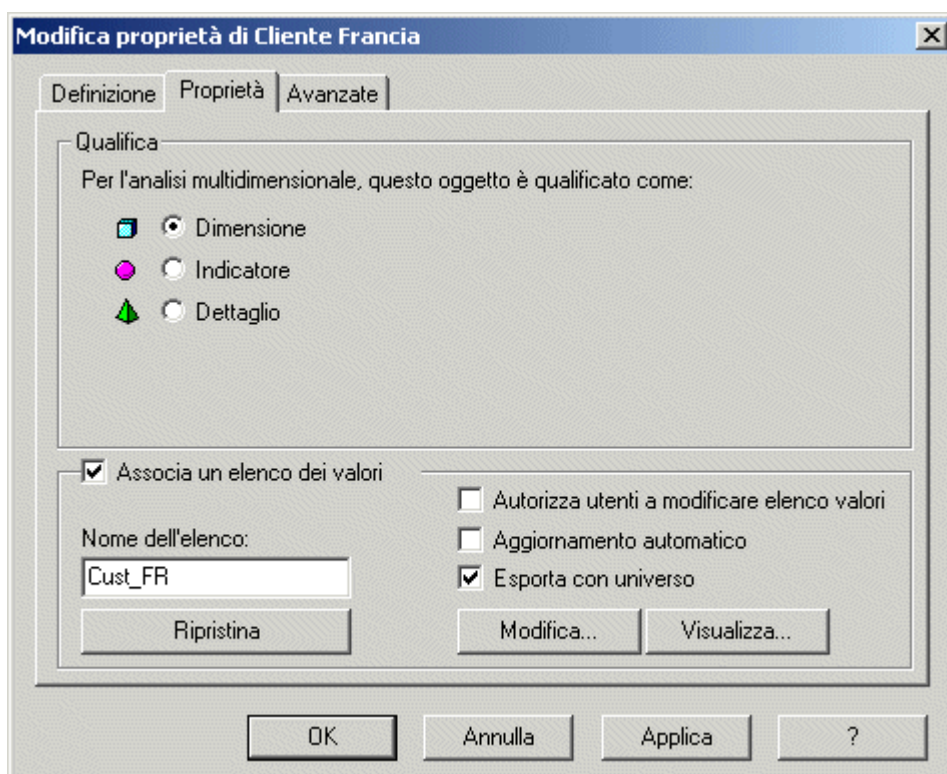 Modifica proprietà di Cliente Francia
Definizione Proprietà Avanzate
Qualifica
Per l'analisi multidimensionale, questo oggetto è qualificato come:
Dimensione
Indicatore
Dettaglio
Associa un elenco dei valori
Autorizza utenti a modificare elenco valori
Nome dell'elenco:
Aggiornamento automatico
Cust_FR
Esporta con universo
Ripristina Modifica... Visualizza...
OK Annulla Applica ?